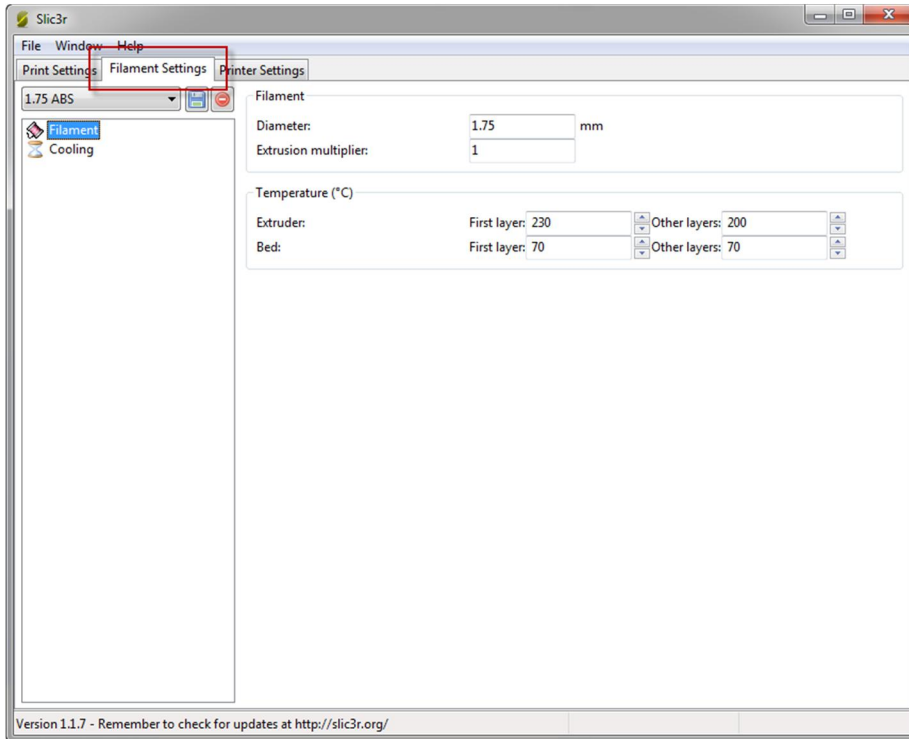 Slic3r
File Window Help
Print Settings Filament Settings Printer Settings
1.75 ABS
Filament
Cooling
Filament
Diameter: 1.75 mm
Extrusion multiplier: 1
Temperature (°C)
Extruder: First layer: 230 Other layers: 200
Bed: First layer: 70 Other layers: 70
Version 1.1.7 - Remember to check for updates at http://slic3r.org/